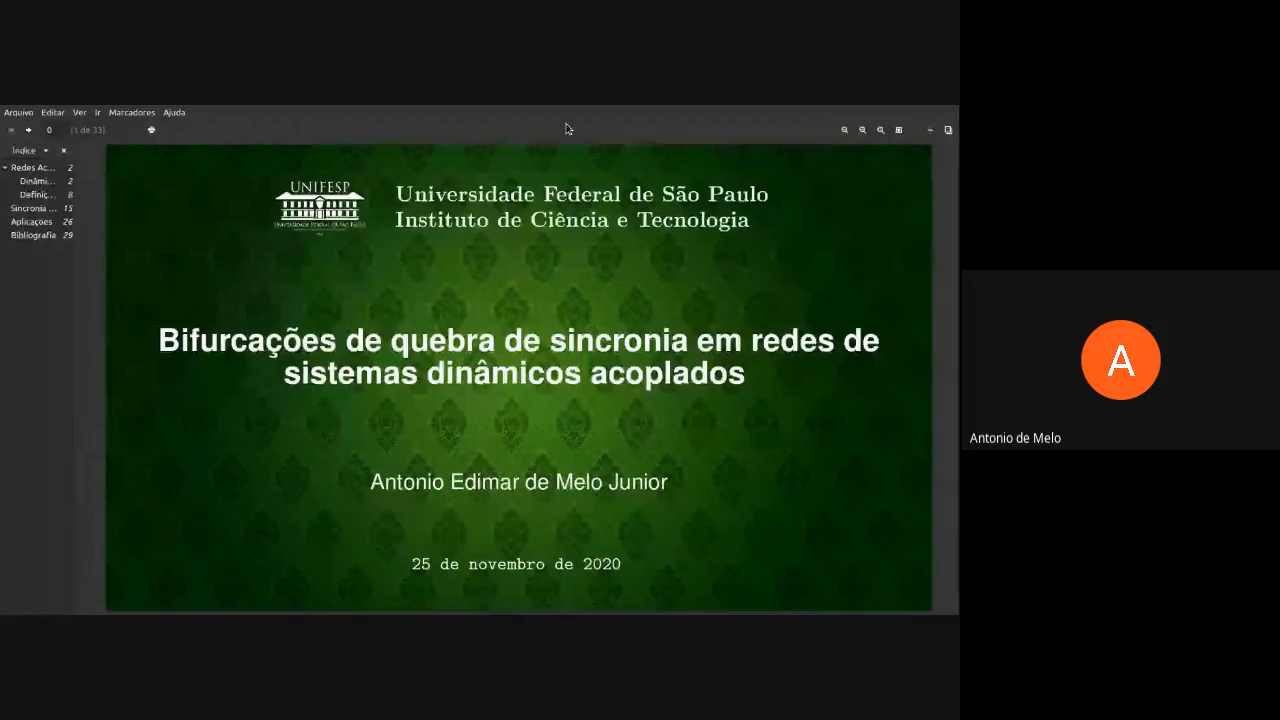 Arquivo Editar Ver Ir Marcadores Ajuda
0 (1 de 33)
Índice
Redes Ac... 2
Dinâmi... 2
Definiç... 8
Sincronia ... 15
Aplicações 26
Bibliografia 29
UNIFESP
Universidade Federal de São Paulo
Instituto de Ciência e Tecnologia
Bifurcações de quebra de sincronia em redes de
sistemas dinâmicos acoplados
Antonio Edimar de Melo Junior
25 de novembro de 2020
A
Antonio de Melo